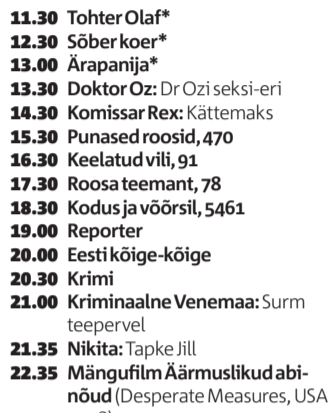 11.30 Tohter Olaf*
12.30 Sõber koer*
13.00 Ärapanija*
13.30 Doktor Oz: Dr Ozi seksi-eri
14.30 Komissar Rex: Kättemaks
15.30 Punased roosid, 470
16.30 Keelatud vili, 91
17.30 Roosa teemant, 78
18.30 Kodus ja võõrsil, 5461
19.00 Reporter
20.00 Eesti kõige-kõige
20.30 Krimi
21.00 Kriminaalne Venemaa: Surm
teepervel
21.35 Nikita: Tapke Jill
22.35 Mängufilm Äärmuslikud abi-
nõud (Desperate Measures, USA